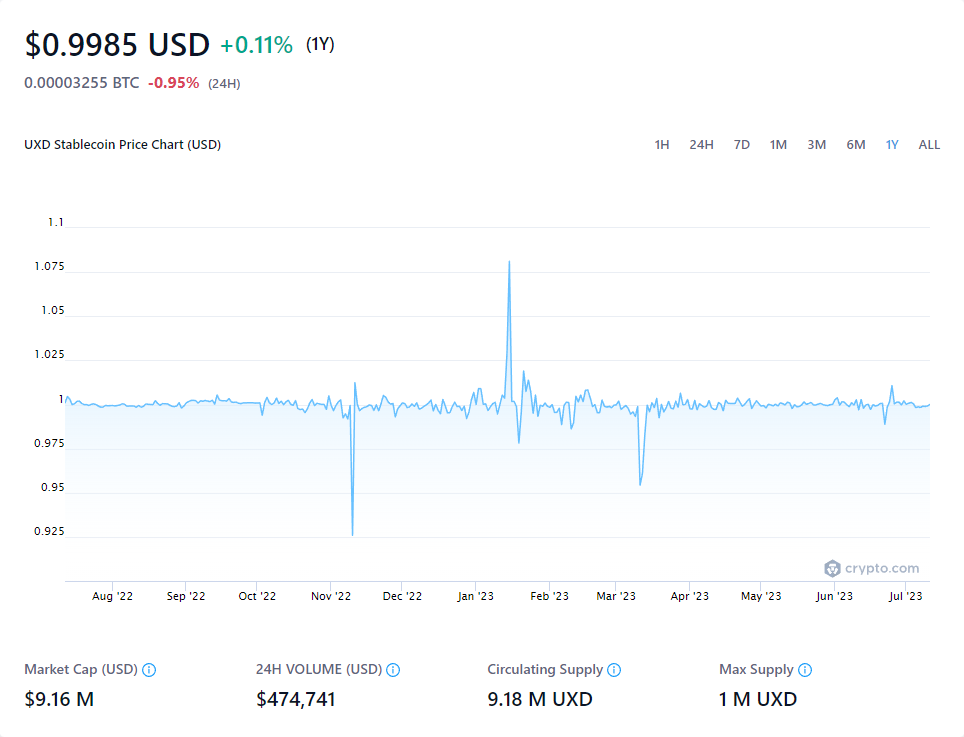 $0.9985 USD +0.11% (1Y)
0.00003255 BTC -0.95% (24H)
UXD Stablecoin Price Chart (USD)
1H 24H 7D 1M 3M 6M 1Y ALL
1.1
1.075
1.05
1.025
1
0.975
0.95
0.925
crypto.com
Aug '22 Sep '22 Oct '22 Nov '22 Dec '22 Jan '23 Feb '23 Mar '23 Apr '23 May '23 Jun '23 Jul '23
Market Cap (USD) 24H VOLUME (USD) Circulating Supply Max Supply
$9.16 M $474,741 9.18 M UXD 1 M UXD